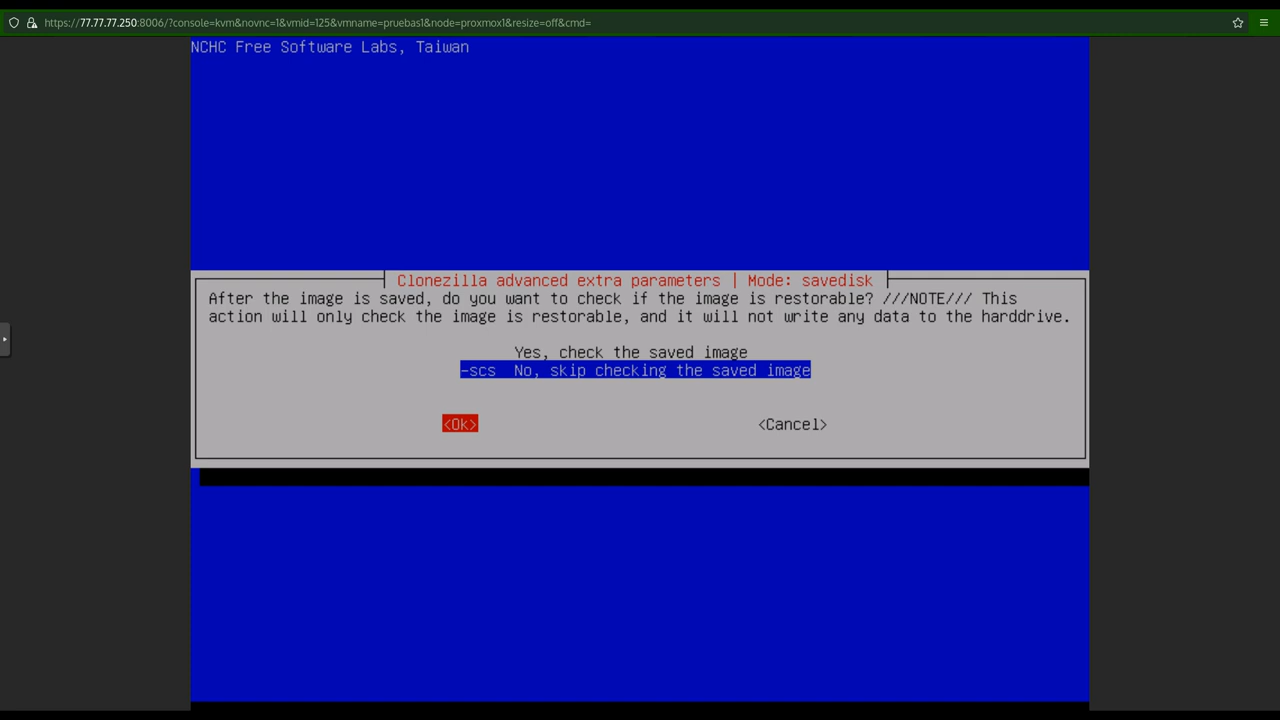 https://77.77.77.250:8006/?console=kvm&novnc=1&vmid=125&vmname=pruebas1&node=proxmox1&resize=off&cmd=
NCHC Free Software Labs, Taiwan
Clonezilla advanced extra parameters | Mode: savedisk
After the image is saved, do you want to check if the image is restorable? ///NOTE/// This
action will only check the image is restorable, and it will not write any data to the harddrive.
Yes, check the saved image
-scs No, skip checking the saved image
<Ok> <Cancel>